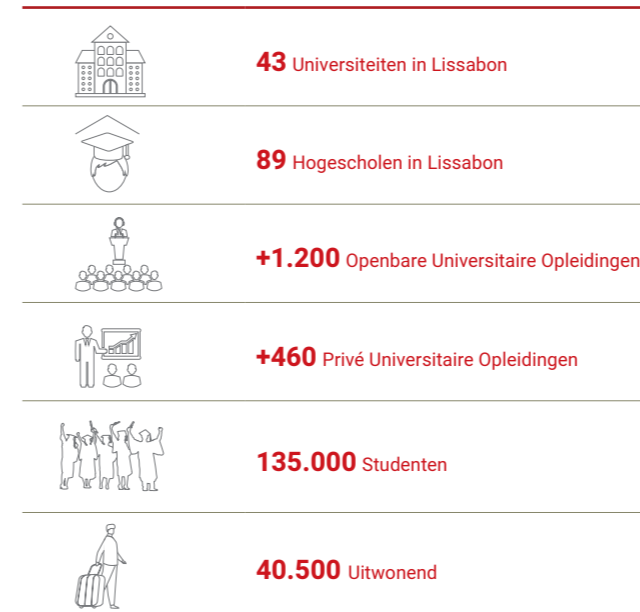 43 Universiteiten in Lissabon
89 Hogescholen in Lissabon
+1.200 Openbare Universitaire Opleidingen
+460 Privé Universitaire Opleidingen
135.000 Studenten
40.500 Uitwonend